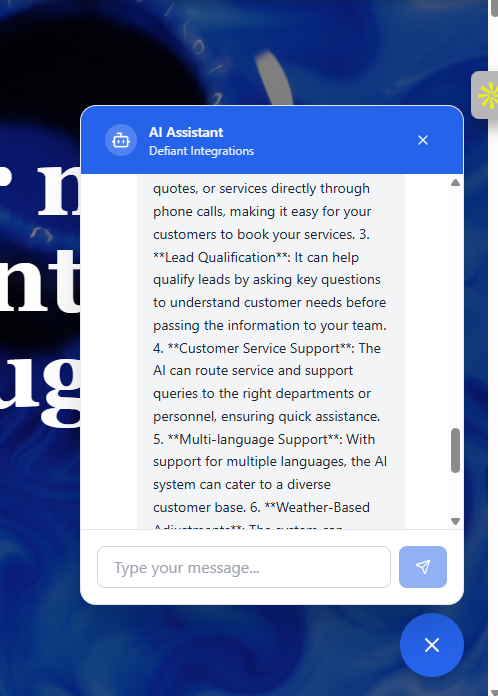 r n
nt
ug
AI Assistant
Defiant Integrations
quotes, or services directly through
phone calls, making it easy for your
customers to book your services. 3.
**Lead Qualification**: It can help
qualify leads by asking key questions
to understand customer needs before
passing the information to your team.
4. **Customer Service Support**: The
AI can route service and support
queries to the right departments or
personnel, ensuring quick assistance.
5. **Multi-language Support**: With
support for multiple languages, the AI
system can cater to a diverse
customer base. 6. **Weather-Based
Adjustments**: The system can
Type your message...